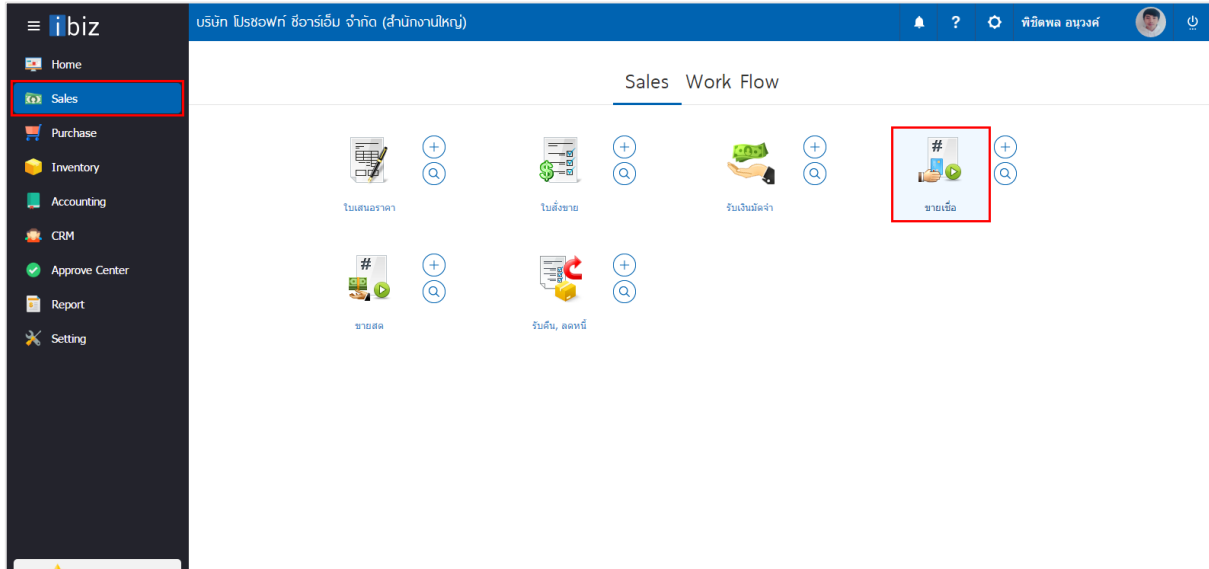 ibiz
บริษัท โปรซอฟท์ ซีอาร์เอ็ม จำกัด (สำนักงานใหญ่)
? พิชิตพล อนุวงค์
Home
Sales
Purchase
Inventory
Accounting
CRM
Approve Center
Report
Setting
Sales Work Flow
ใบเสนอราคา
ใบสั่งขาย
รับเงินมัดจำ
#
ขายเชื่อ
#
ขายสด
รับคืน, ลดหนี้